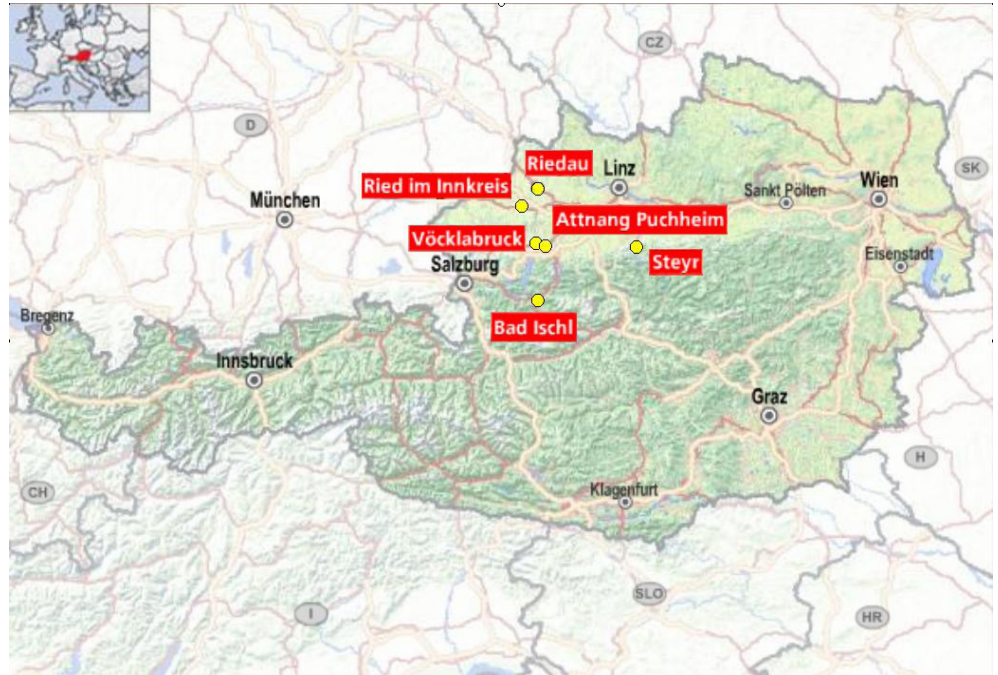 CZ
D
Riedau
Linz
SK
Ried im Innkreis
Wien
Sankt Pölten
München
Attnang Puchheim
Vöcklabruck
Steyr
Eisenstadt
Salzburg
Bregenz
Bad Ischl
Innsbruck
Graz
H
CH
Klagenfurt
SLO
I
HR